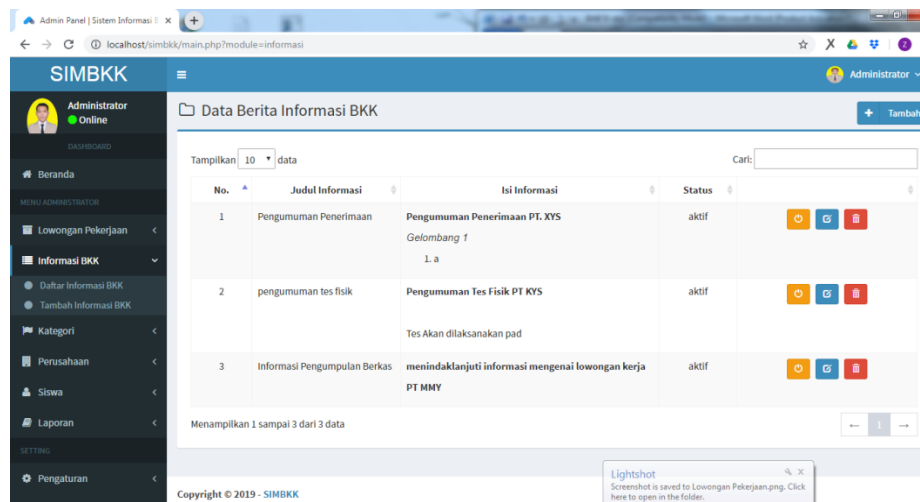 Admin Panel | Sistem Informasi B
localhost/simbkk/main.php?module=informasi
SIMBKK
Administrator
Administrator
Online
Data Berita Informasi BKK
Tambah
DASHBOARD
Beranda
MENU ADMINISTRATOR
Lowongan Pekerjaan
Informasi BKK
Daftar Informasi BKK
Tambah Informasi BKK
Kategori
Perusahaan
Siswa
Laporan
SETTING
Pengaturan
Tampilkan 10 data
Cari:
No. Judul Informasi Isi Informasi Status
1 Pengumuman Penerimaan Pengumuman Penerimaan PT. XYS aktif
Gelombang 1
1. a
2 pengumuman tes fisik Pengumuman Tes Fisik PT KYS aktif
Tes Akan dilaksanakan pad
3 Informasi Pengumpulan Berkas menindaklanjuti informasi mengenai lowongan kerja aktif
PT MMY
Menampilkan 1 sampai 3 dari 3 data
← 1 →
Copyright © 2019 - SIMBKK
Lightshot
Screenshot is saved to Lowongan Pekerjaan.png. Click
here to open in the folder.